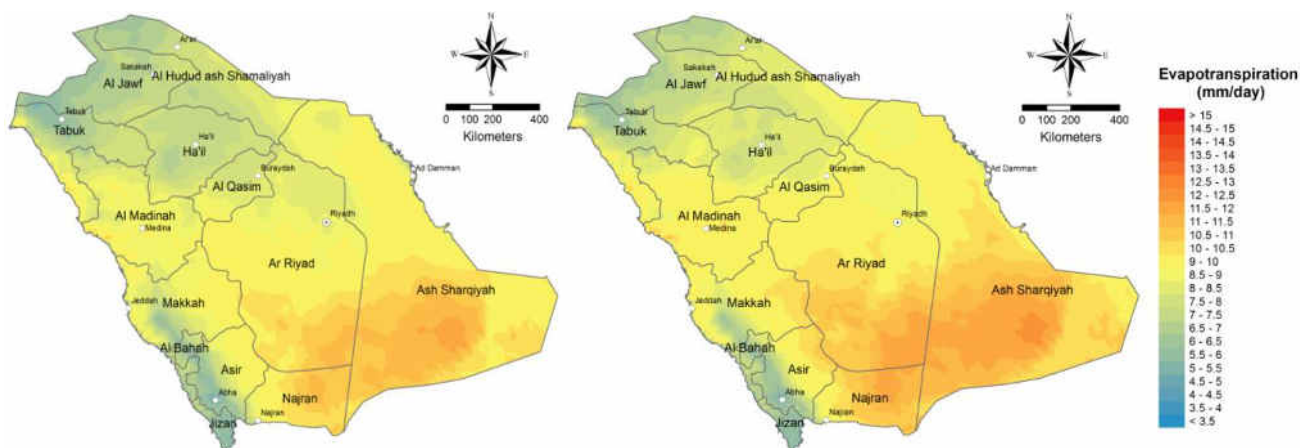 N
W E
S
0 100 200 400
Kilometers
Ar'ar
Sakakah
Al Jawf
Al Hudud ash Shamaliyah
Tabuk
Tabuk
Ha'il
Ha'il
Buraydah
Al Qasim
Ad Damman
Al Madinah
Medina
Riyadh
Ar Riyad
Ash Sharqiyah
Jeddah
Makkah
Al Bahah
Asir
Abha
Najran
Najran
Jizan
N
W E
S
0 100 200 400
Kilometers
Ar'ar
Sakakah
Al Jawf
Al Hudud ash Shamaliyah
Tabuk
Tabuk
Ha'il
Ha'il
Buraydah
Al Qasim
Ad Damman
Al Madinah
Medina
Riyadh
Ar Riyad
Ash Sharqiyah
Jeddah
Makkah
Al Bahah
Asir
Abha
Najran
Najran
Jizan
Evapotranspiration
(mm/day)
> 15
14.5 - 15
13.5 - 14
13 - 13.5
12.5 - 13
12 - 12.5
11.5 - 12
11 - 11.5
10.5 - 11
10 - 10.5
9 - 10
8.5 - 9
8 - 8.5
7.5 - 8
7 - 7.5
6.5 - 7
6 - 6.5
5.5 - 6
5 - 5.5
4.5 - 5
4 - 4.5
3.5 - 4
< 3.5